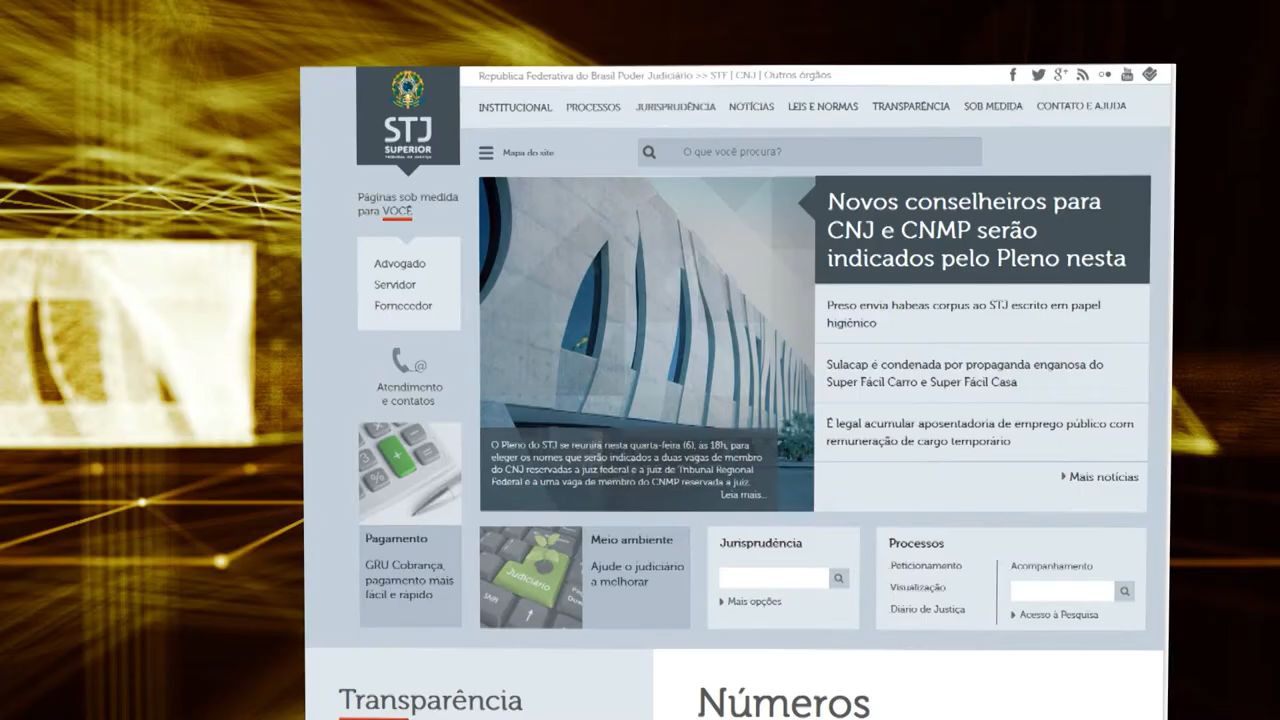 República Federativa do Brasil Poder Judiciário >> STF | CNJ | Outros órgãos
STJ
SUPERIOR
TRIBUNAL DA JUSTIÇA
INSTITUCIONAL PROCESSOS JURISPRUDÊNCIA NOTÍCIAS LEIS E NORMAS TRANSPARÊNCIA SOB MEDIDA CONTATO E AJUDA
Mapa do site
O que você procura?
Páginas sob medida
para VOCÊ
Advogado
Servidor
Fornecedor
Atendimento
e contatos
Pagamento
GRU Cobrança,
pagamento mais
fácil e rápido
Novos conselheiros para
CNJ e CNMP serão
indicados pelo Pleno nesta
Preso envia habeas corpus ao STJ escrito em papel
higiênico
Sulacap é condenada por propaganda enganosa do
Super Fácil Carro e Super Fácil Casa
É legal acumular aposentadoria de emprego público com
remuneração de cargo temporário
Mais notícias
O Pleno do STJ se reunirá nesta quarta-feira (6), às 18h, para
eleger os nomes que serão indicados a duas vagas de membro
do CNJ reservadas a juiz federal e a juiz de Tribunal Regional
Federal e a uma vaga de membro do CNMP reservada a juiz.
Leia mais...
Judiciário
Shift
Meio ambiente
Ajude o judiciário
a melhorar
Jurisprudência
Mais opções
Processos
Peticionamento
Visualização
Diário de Justiça
Acompanhamento
Acesso à Pesquisa
Transparência
Números